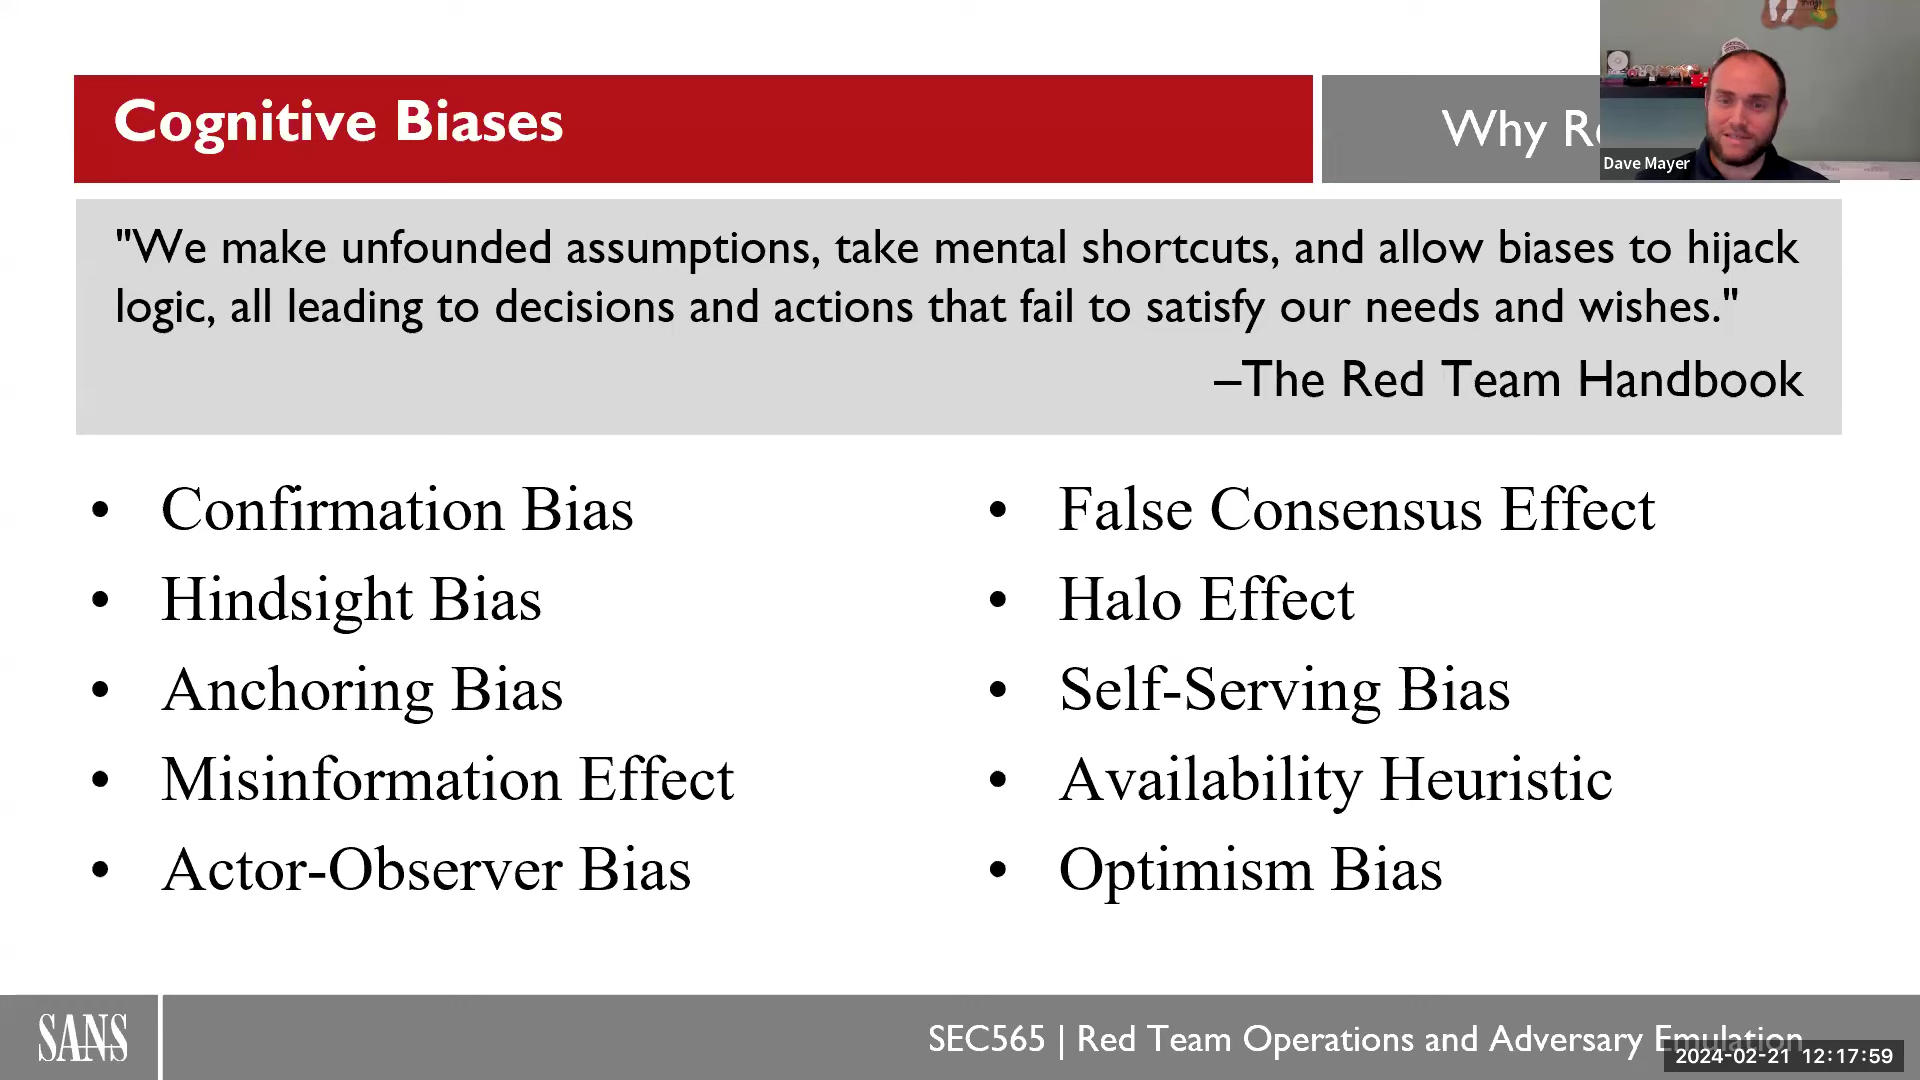 Cognitive Biases
Why
Dave Mayer
"We make unfounded assumptions, take mental shortcuts, and allow biases to hijack
logic, all leading to decisions and actions that fail to satisfy our needs and wishes."
–The Red Team Handbook
• Confirmation Bias
• Hindsight Bias
• Anchoring Bias
• Misinformation Effect
• Actor-Observer Bias
• False Consensus Effect
• Halo Effect
• Self-Serving Bias
• Availability Heuristic
• Optimism Bias
SANS
SEC565 | Red Team Operations and Adversary Emulation
2024-02-21 12:17:59